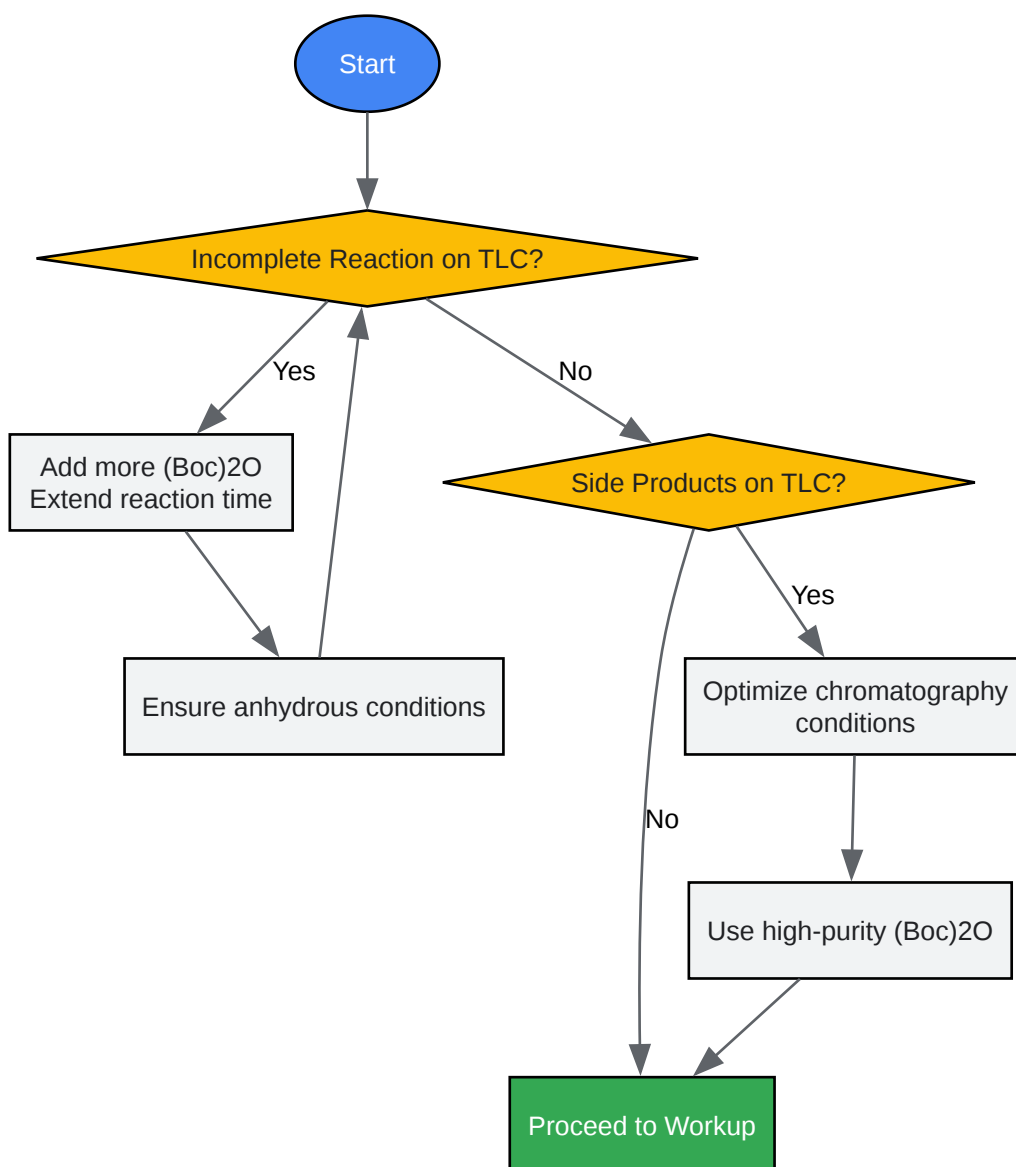 Start
Incomplete Reaction on TLC?
Yes
No
Add more (Boc)2O
Extend reaction time
Side Products on TLC?
Yes
Ensure anhydrous conditions
Optimize chromatography
conditions
No
Use high-purity (Boc)2O
Proceed to Workup